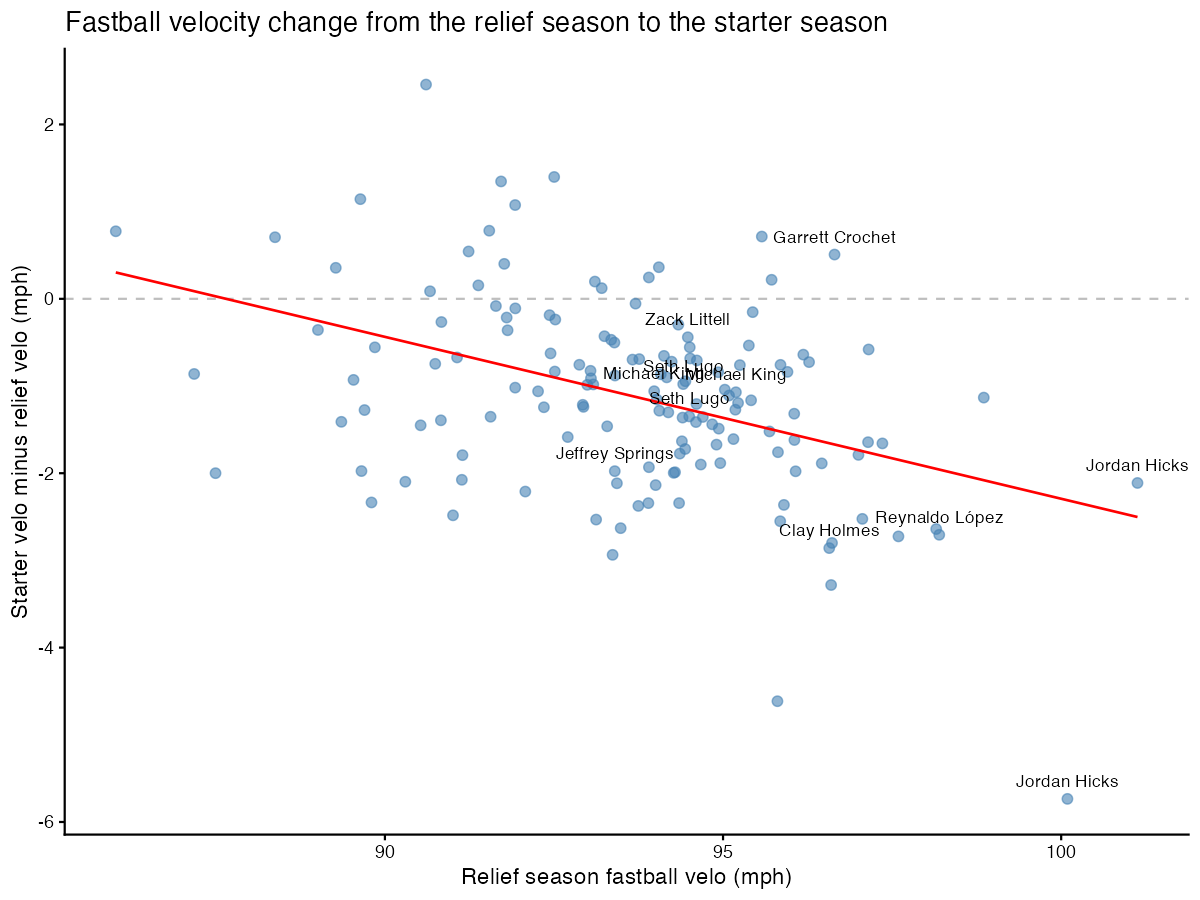 Fastball velocity change from the relief season to the starter season
Starter velo minus relief velo (mph)
2
0
-2
-4
-6
Garrett Crochet
Zack Littell
Seth Lugo
Michael King
Michael King
Seth Lugo
Jeffrey Springs
Jordan Hicks
Reynaldo López
Clay Holmes
Jordan Hicks
90
95
100
Relief season fastball velo (mph)